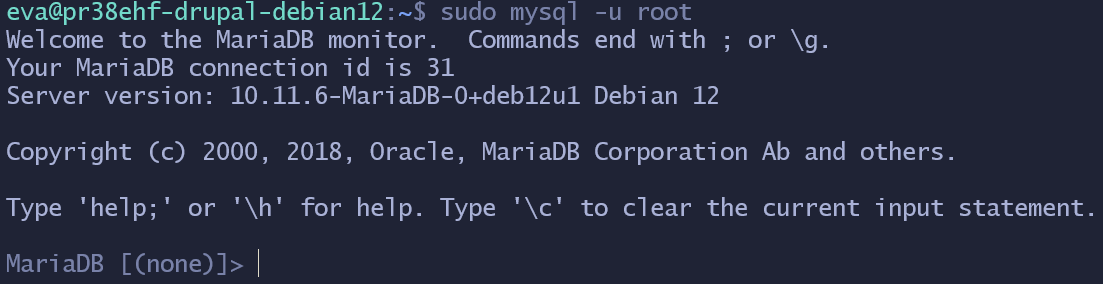 eva@pr38ehf-drupal-debian12:~$ sudo mysql -u root
Welcome to the MariaDB monitor.  Commands end with ; or \g.
Your MariaDB connection id is 31
Server version: 10.11.6-MariaDB-0+deb12u1 Debian 12

Copyright (c) 2000, 2018, Oracle, MariaDB Corporation Ab and others.

Type 'help;' or '\h' for help. Type '\c' to clear the current input statement.

MariaDB [(none)]>